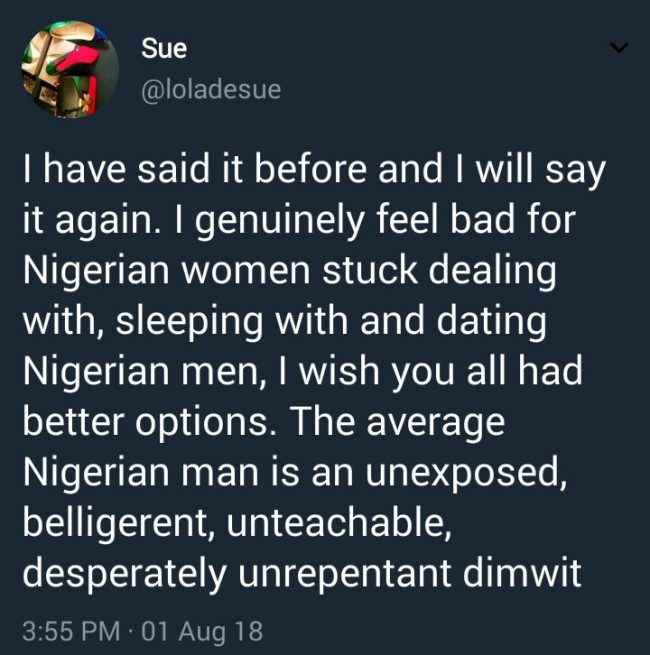 Sue
@loladesue
I have said it before and I will say
it again. I genuinely feel bad for
Nigerian women stuck dealing
with, sleeping with and dating
Nigerian men, I wish you all had
better options. The average
Nigerian man is an unexposed,
belligerent, unteachable,
desperately unrepentant dimwit
3:55 PM · 01 Aug 18